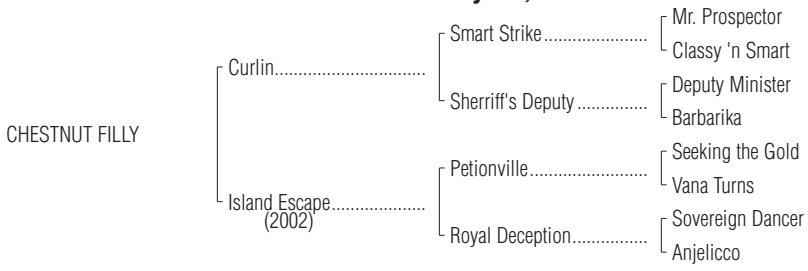 Mr. Prospector
Smart Strike......................
Classy 'n Smart
Curlin...............................
Deputy Minister
Sherriff's Deputy...............
Barbarika
CHESTNUT FILLY
Seeking the Gold
Petionville.........................
Vana Turns
Island Escape....................
(2002)
Sovereign Dancer
Royal Deception................
Anjelicco